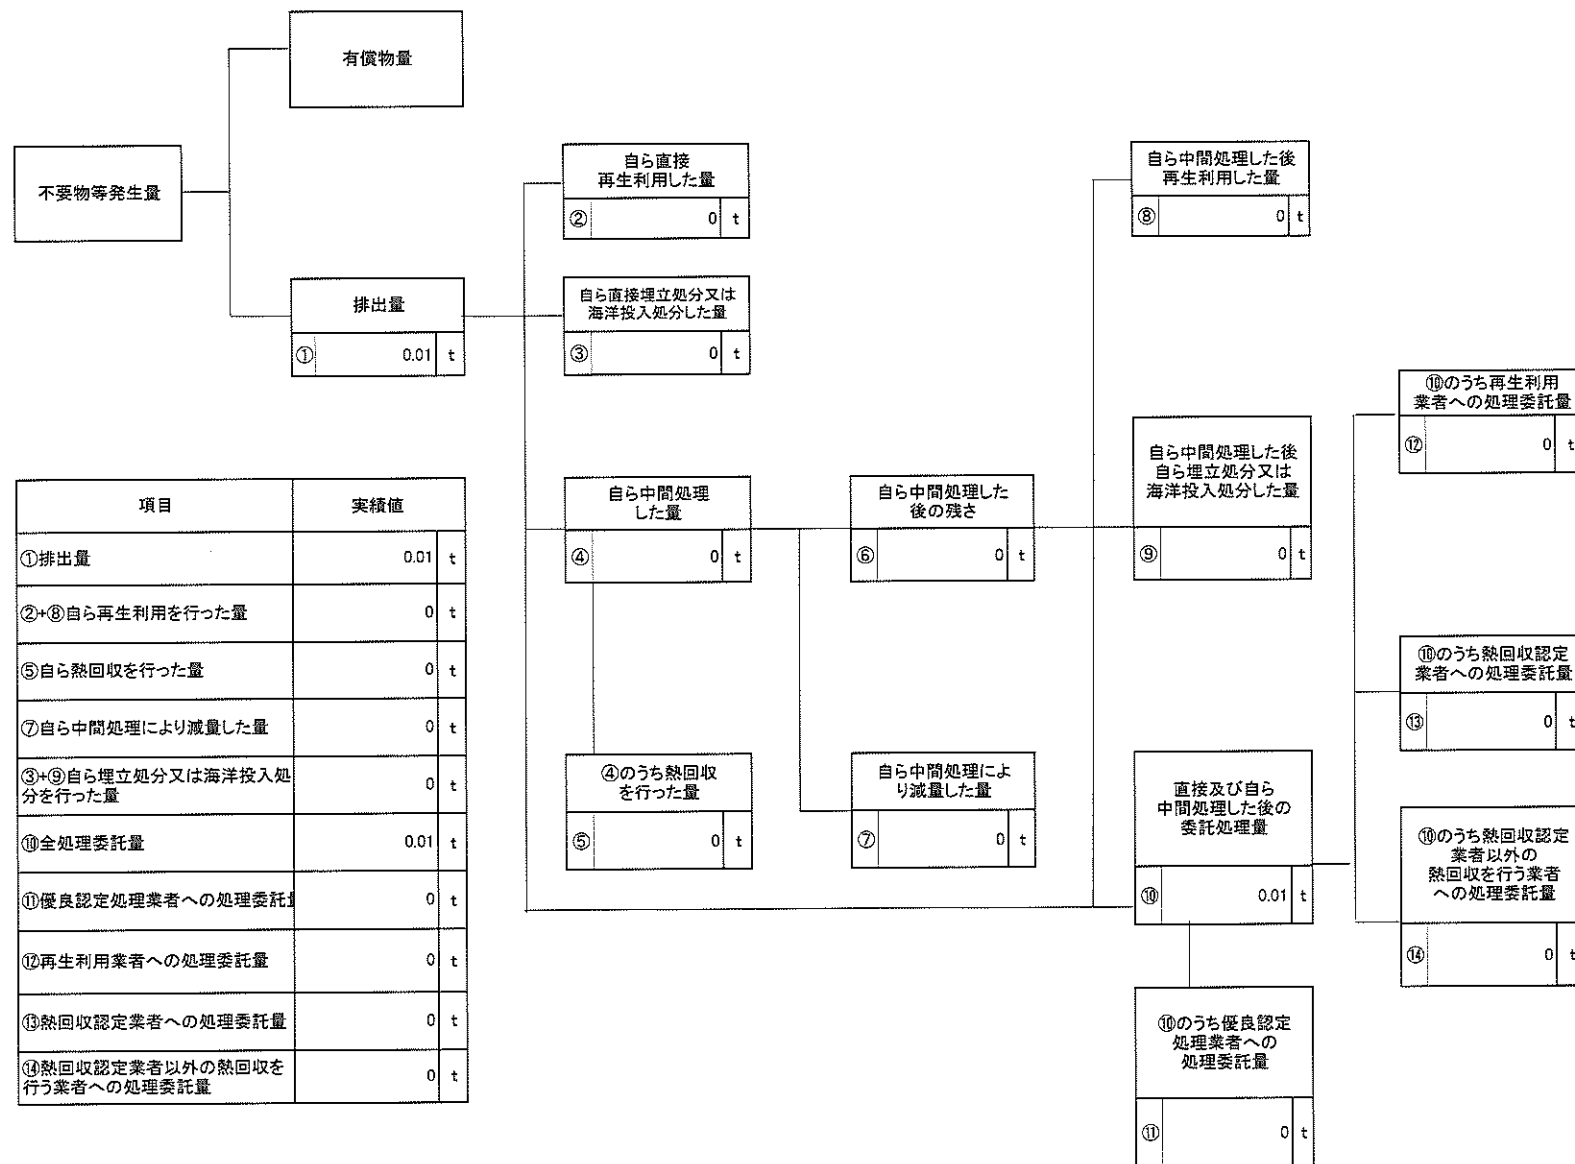 有償物量
不要物等発生量
排出量
① 0.01 t
自ら直接
再生利用した量
② 0 t
自ら直接埋立処分又は
海洋投入処分した量
③ 0 t
自ら中間処理
した量
④ 0 t
④のうち熱回収
を行った量
⑤ 0 t
自ら中間処理した
後の残さ
⑥ 0 t
自ら中間処理によ
り減量した量
⑦ 0 t
自ら中間処理した後
再生利用した量
⑧ 0 t
自ら中間処理した後
自ら埋立処分又は
海洋投入処分した量
⑨ 0 t
直接及び自ら
中間処理した後の
委託処理量
⑩ 0.01 t
⑩のうち優良認定
処理業者への
処理委託量
⑪ 0 t
⑩のうち再生利用
業者への処理委託量
⑫ 0 t
⑩のうち熱回収認定
業者への処理委託量
⑬ 0 t
⑩のうち熱回収認定
業者以外の
熱回収を行う業者
への処理委託量
⑭ 0 t
項目 実績値
①排出量 0.01 t
②+⑧自ら再生利用を行った量 0 t
⑤自ら熱回収を行った量 0 t
⑦自ら中間処理により減量した量 0 t
③+⑨自ら埋立処分又は海洋投入処
分を行った量 0 t
⑩全処理委託量 0.01 t
⑪優良認定処理業者への処理委託 0 t
⑫再生利用業者への処理委託量 0 t
⑬熱回収認定業者への処理委託量 0 t
⑭熱回収認定業者以外の熱回収を
行う業者への処理委託量 0 t